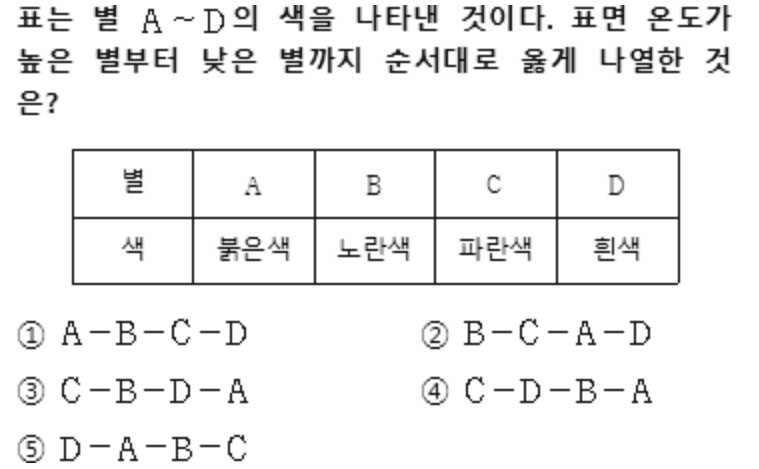 표는 별 A~D의 색을 나타낸 것이다. 표면 온도가
높은 별부터 낮은 별까지 순서대로 옳게 나열한 것
은?
별 A B C D
색 붉은색 노란색 파란색 흰색
① A-B-C-D ② B-C-A-D
③ C-B-D-A ④ C-D-B-A
⑤ D-A-B-C